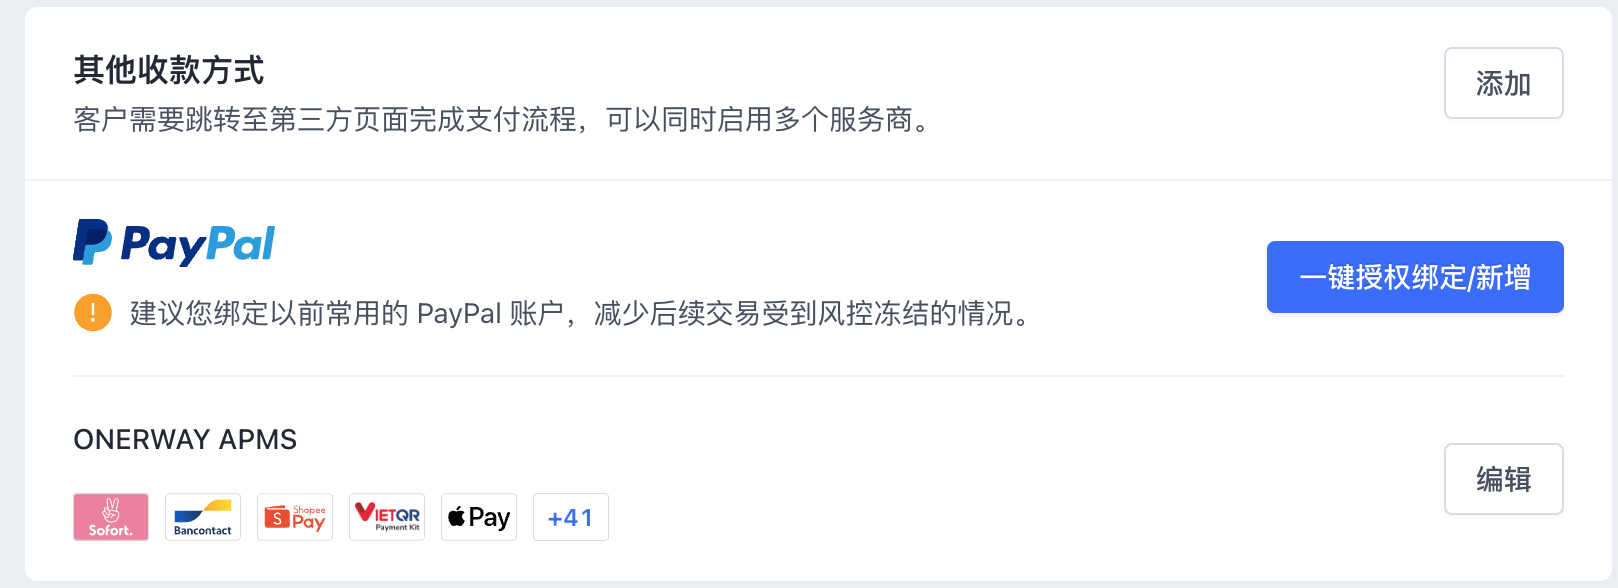 其他收款方式
添加
客户需要跳转至第三方页面完成支付流程，可以同时启用多个服务商。
PayPal
一键授权绑定/新增
建议您绑定以前常用的 PayPal 账户，减少后续交易受到风控冻结的情况。
ONERWAY APMS
编辑
Sofort.
Bancontact
Shopee
Pay
VIETQR
Payment Kit
Pay
+41